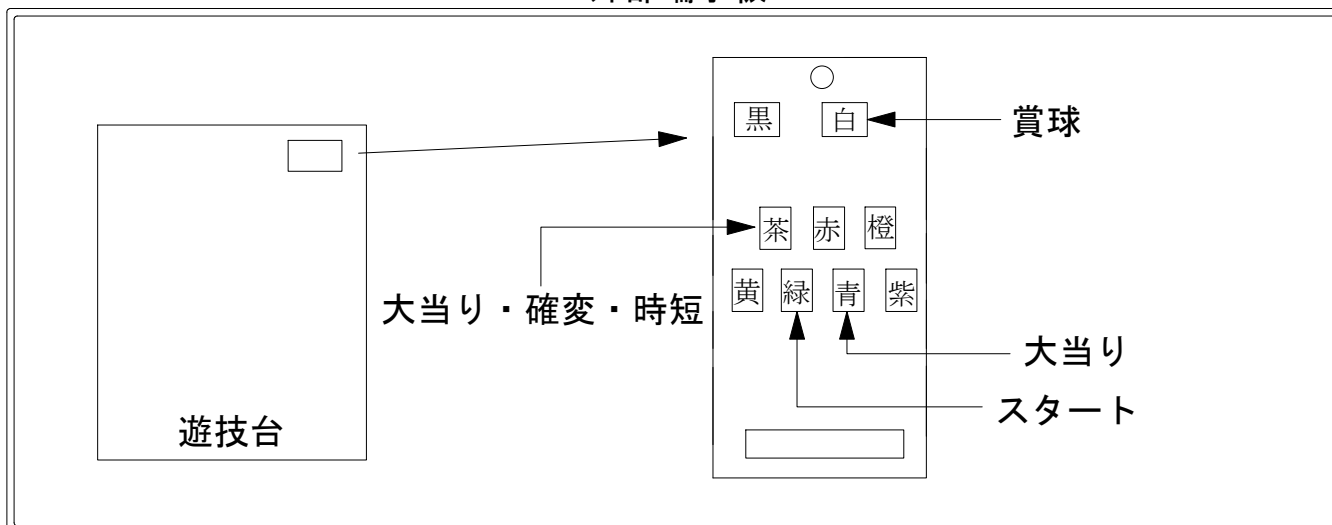 黒 白 賞球
茶 赤 橙
大当り・確変・時短
黄 緑 青 紫
大当り
スタート
遊技台